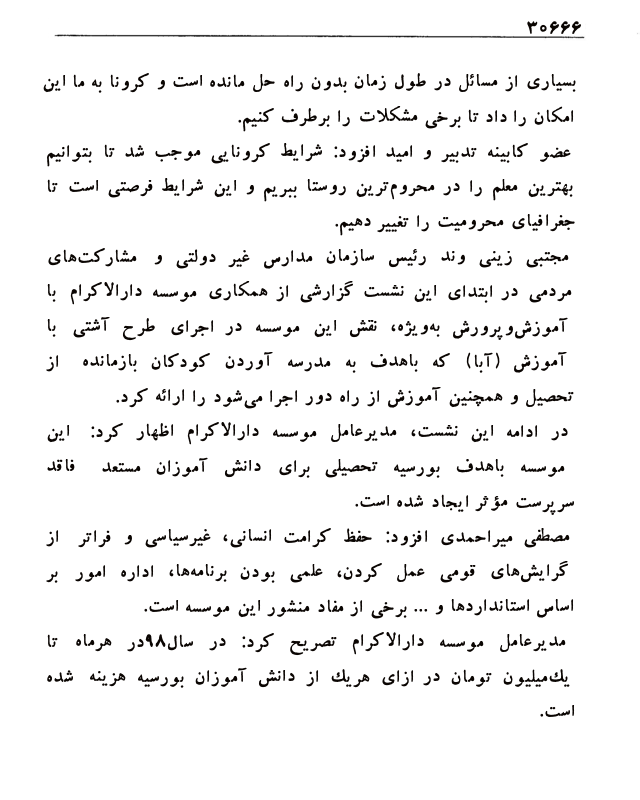 ۳۰۶۶۶
بسیاری از مسائل در طول زمان بدون راه حل مانده است و کرونا به ما این
امکان را داد تا برخی مشکلات را برطرف کنیم.
عضو کابینه تدبیر و امید افزود: شرایط کرونایی موجب شد تا بتوانیم
بهترین معلم را در محروم‌ترین روستا ببریم و این شرایط فرصتی است تا
جغرافیای محرومیت را تغییر دهیم.
مجتبی زینی وند رئیس سازمان مدارس غیر دولتی و مشارکت‌های
مردمی در ابتدای این نشست گزارشی از همکاری موسسه دارالاکرام با
آموزش‌وپرورش به‌ویژه، نقش این موسسه در اجرای طرح آشتی با
آموزش (آبا) که باهدف به مدرسه آوردن کودکان بازمانده از
تحصیل و همچنین آموزش از راه دور اجرا می‌شود را ارائه کرد.
در ادامه این نشست، مدیرعامل موسسه دارالاکرام اظهار کرد: این
موسسه باهدف بورسیه تحصیلی برای دانش آموزان مستعد فاقد
سرپرست مؤثر ایجاد شده است.
مصطفی میراحمدی افزود: حفظ کرامت انسانی، غیرسیاسی و فراتر از
گرایش‌های قومی عمل کردن، علمی بودن برنامه‌ها، اداره امور بر
اساس استانداردها و ... برخی از مفاد منشور این موسسه است.
مدیرعامل موسسه دارالاکرام تصریح کرد: در سال۹۸در هرماه تا
یك‌میلیون تومان در ازای هریك از دانش آموزان بورسیه هزینه شده
است.